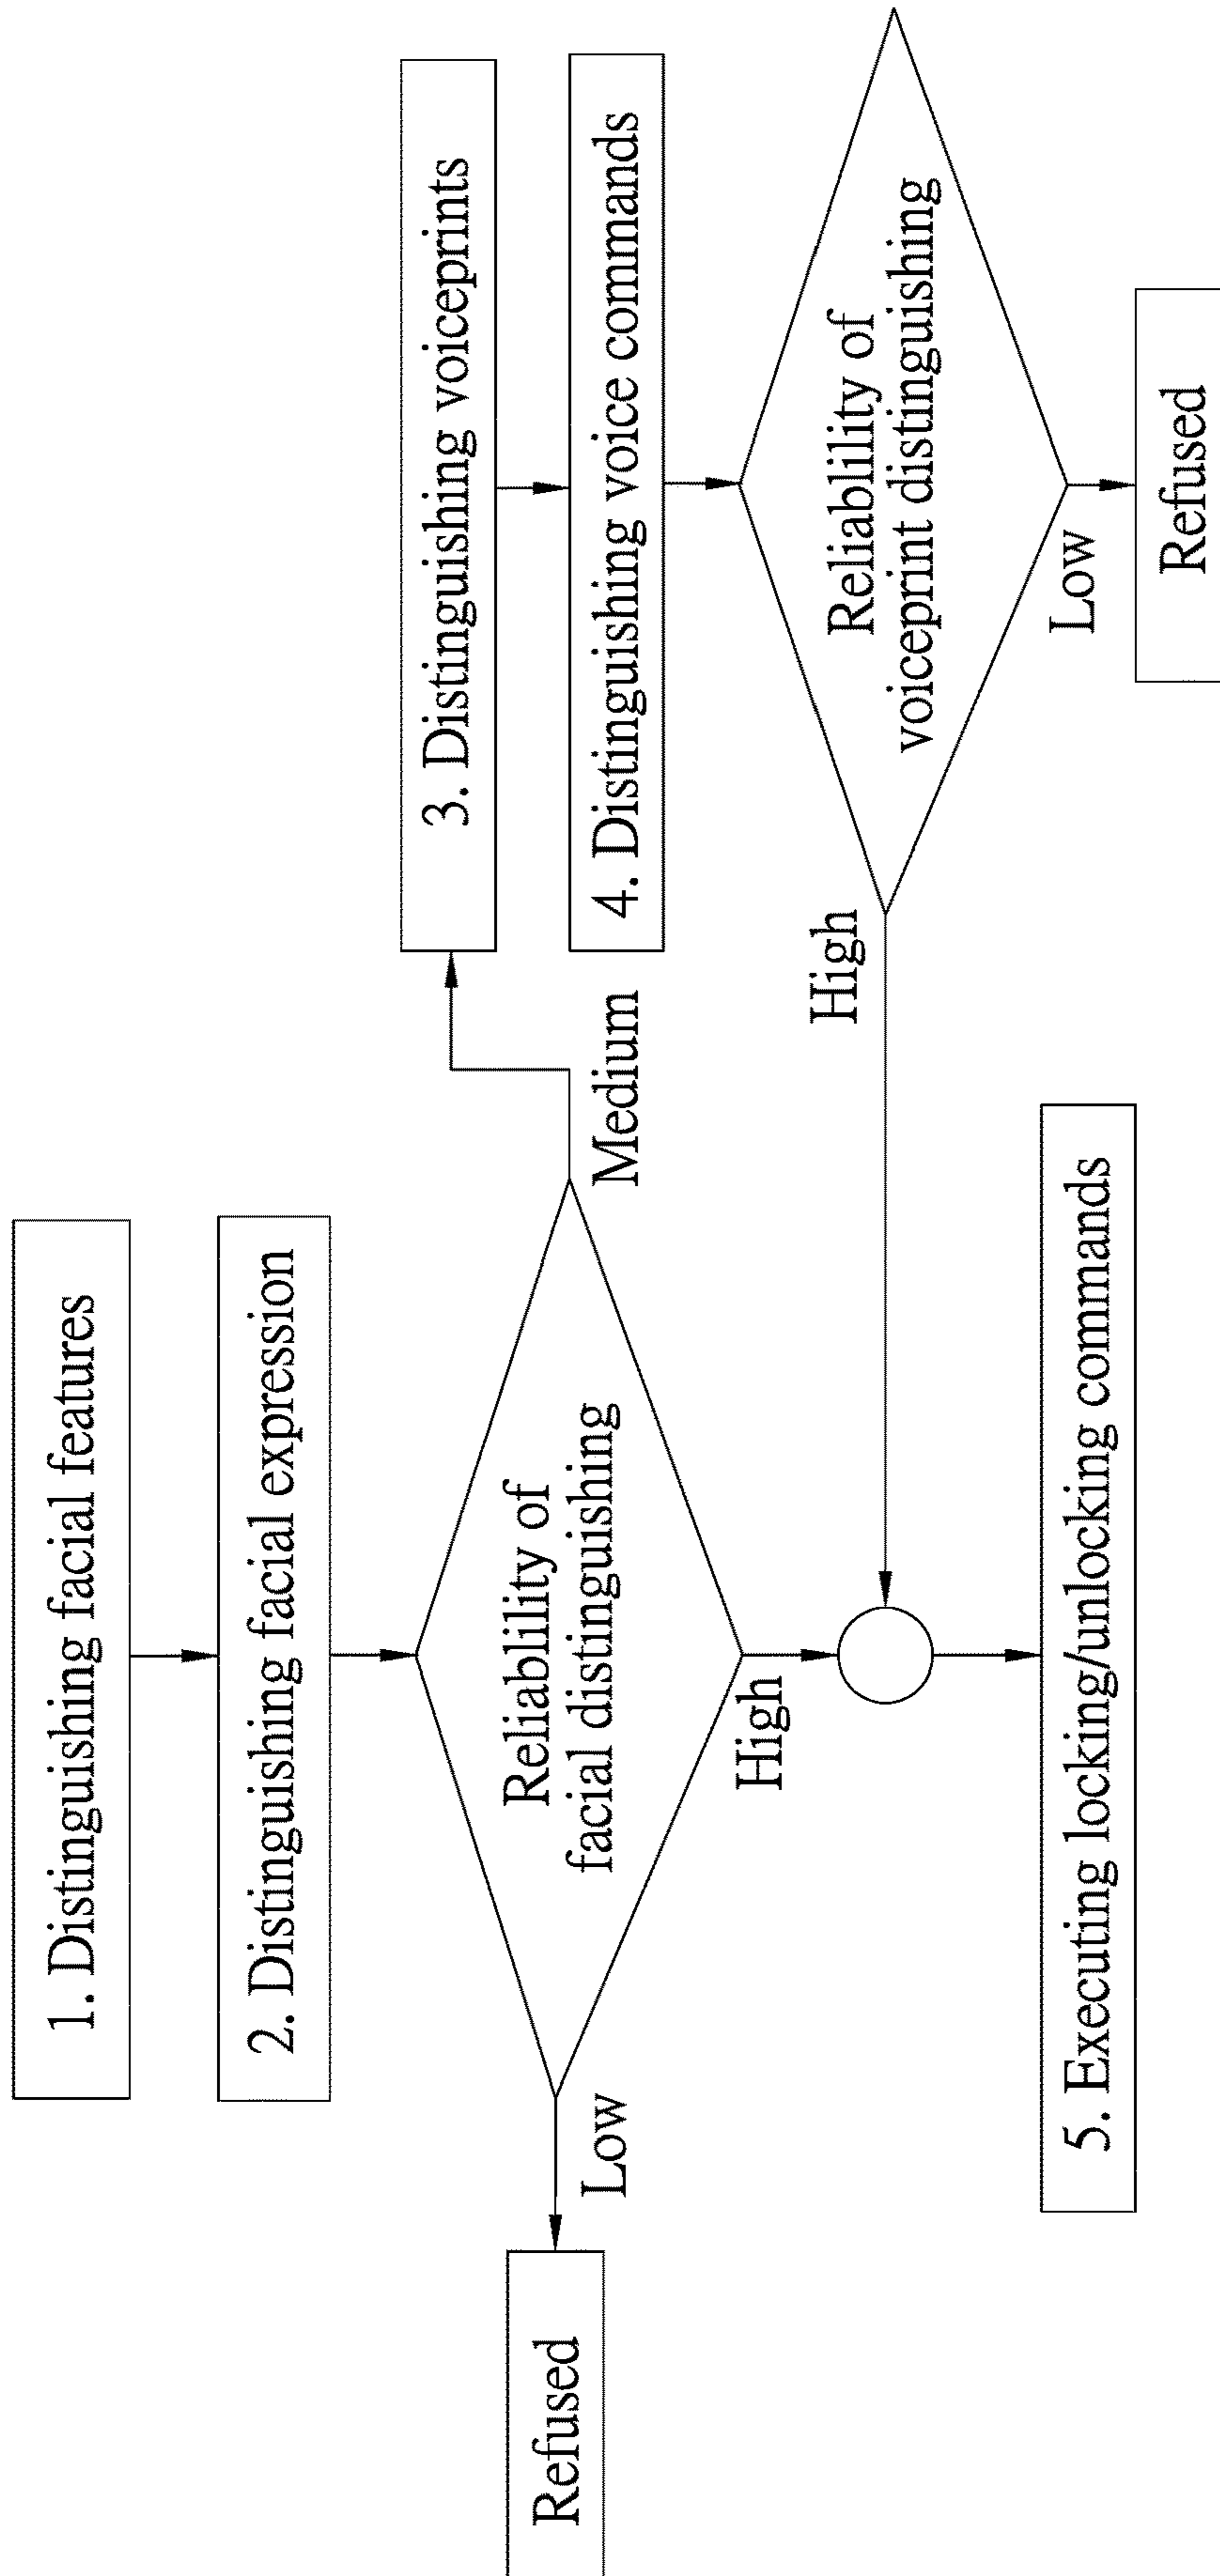 1. Distinguishing facial features
2. Distinguishing facial expression
Reliablility of
facial distinguishing
Low
Refused
Medium
High
3. Distinguishing voiceprints
4. Distinguishing voice commands
Reliablility of
voiceprint distinguishing
High
Low
Refused
5. Executing locking/unlocking commands